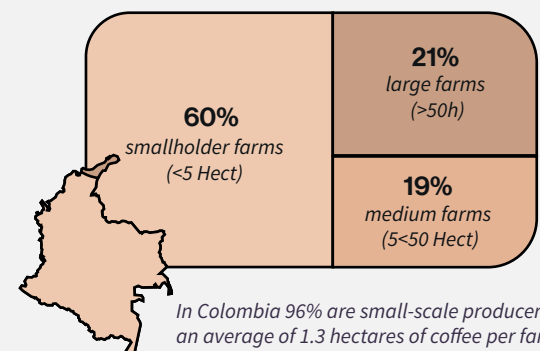 60%
smallholder farms
(<5 Hect)
21%
large farms
(>50h)
19%
medium farms
(5<50 Hect)
In Colombia 96% are small-scale producer
an average of 1.3 hectares of coffee per